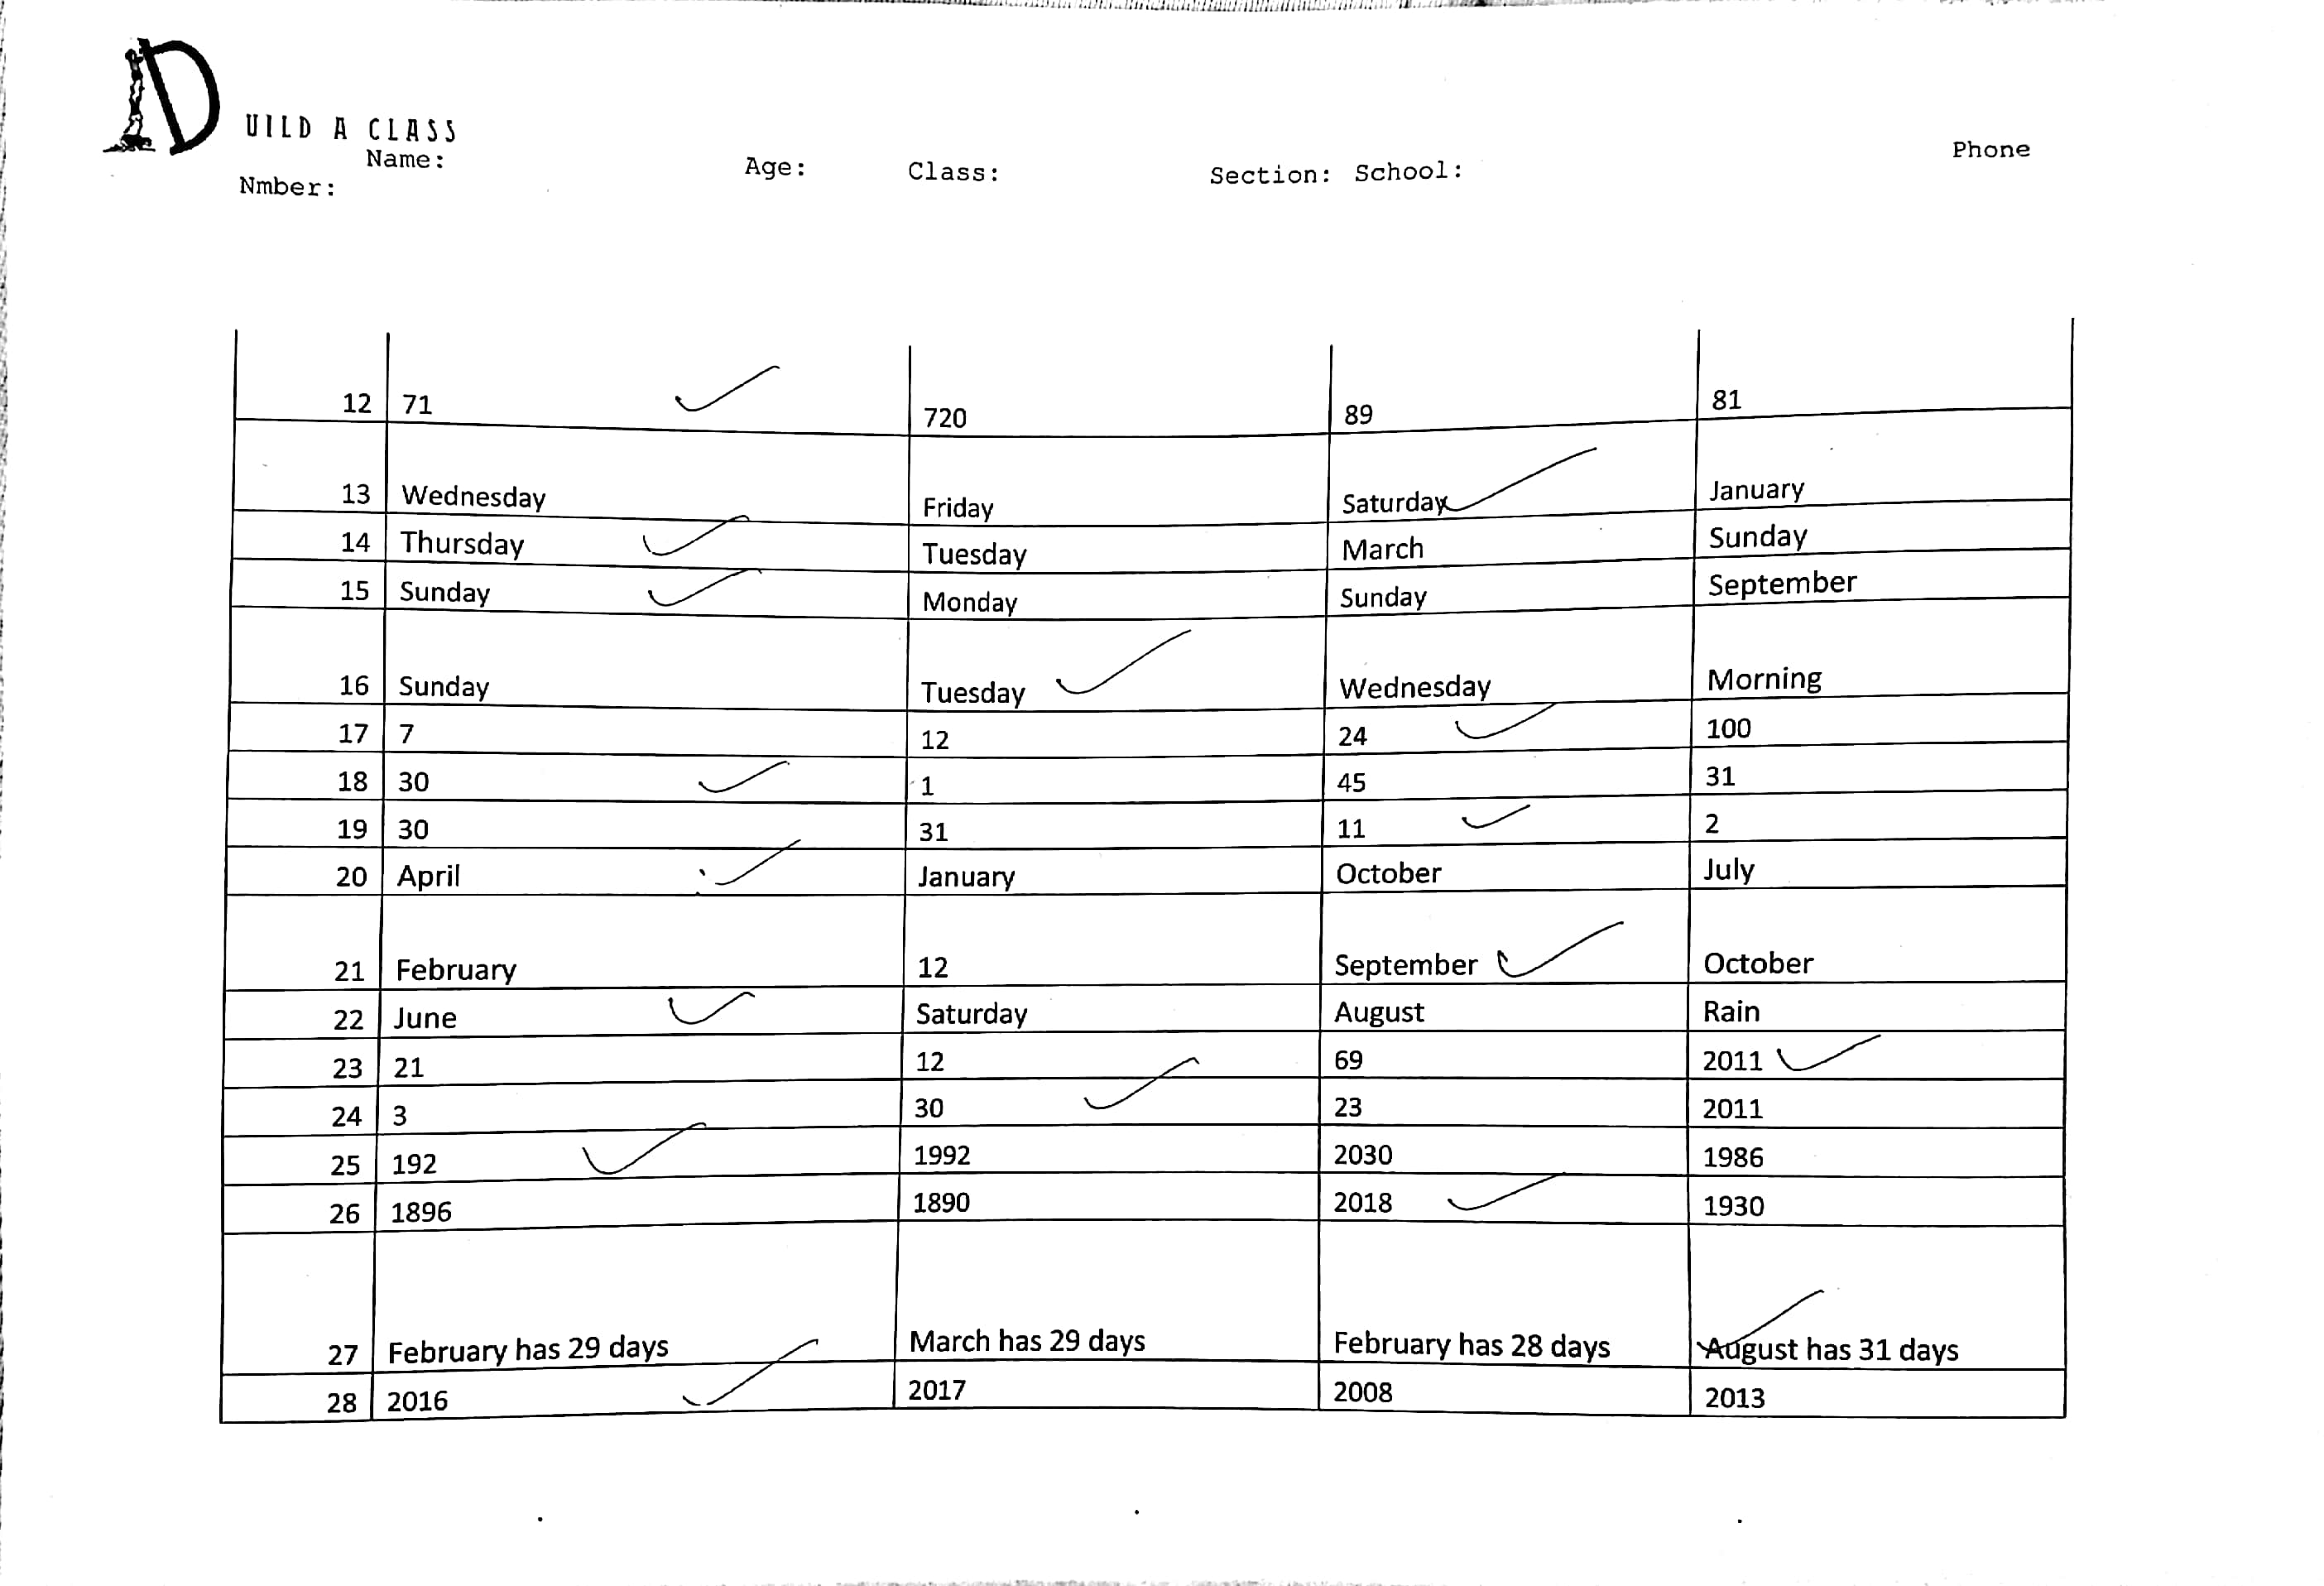 D UILD A CLASS
Name: Age: Class: Section: School: Phone
Nmber:
12 71 ✓ 720 89 81
13 Wednesday Friday Saturday ✓ January
14 Thursday ✓ Tuesday March Sunday
15 Sunday ✓ Monday Sunday September
16 Sunday Tuesday ✓ Wednesday Morning
17 7 12 24 ✓ 100
18 30 ✓ 1 45 31
19 30 31 11 ✓ 2
20 April ✓ January October July
21 February 12 September ✓ October
22 June ✓ Saturday August Rain
23 21 12 69 2011 ✓
24 3 30 ✓ 23 2011
25 192 ✓ 1992 2030 1986
26 1896 1890 2018 ✓ 1930
27 February has 29 days March has 29 days February has 28 days ✓ August has 31 days
28 2016 ✓ 2017 2008 2013